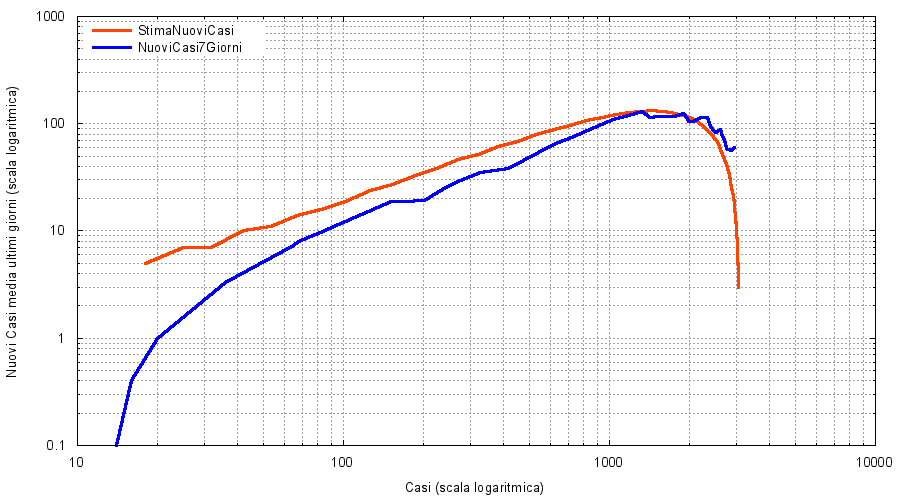 1000
StimaNuoviCasi
NuoviCasi7Giorni
100
10
1
0.1
10
100
1000
10000
Nuovi Casi media ultimi giorni (scala logaritmica)
Casi (scala logaritmica)